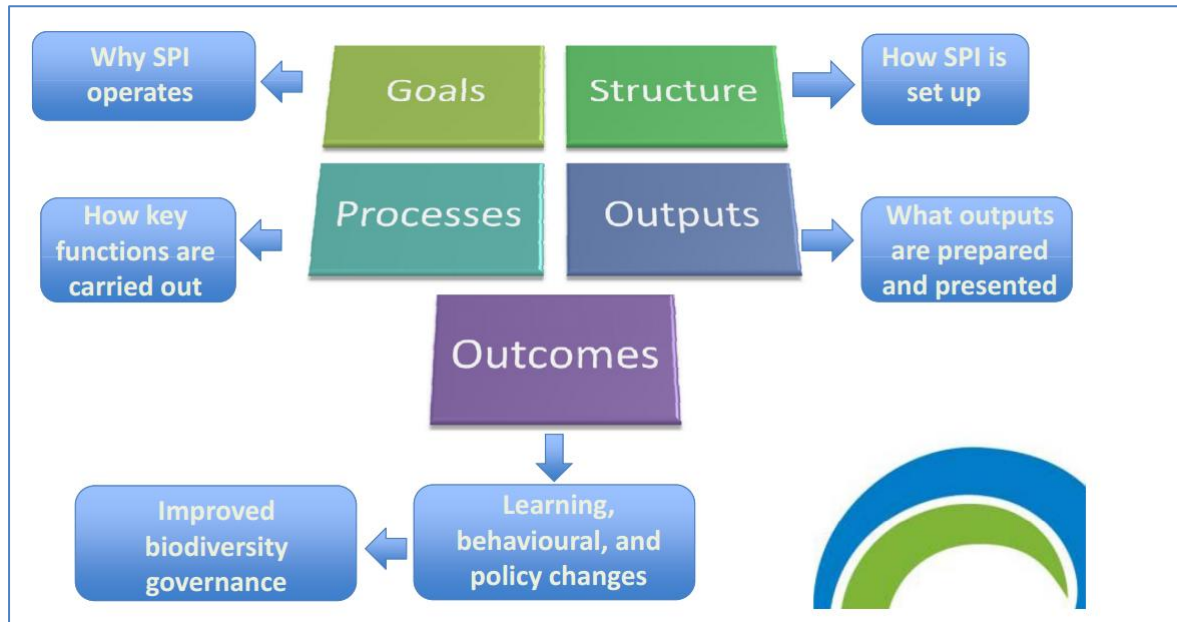 Why SPI
operates
Goals
Structure
How SPI is
set up
How key
functions are
carried out
Processes
Outputs
What outputs
are prepared
and presented
Outcomes
Improved
biodiversity
governance
Learning,
behavioural, and
policy changes